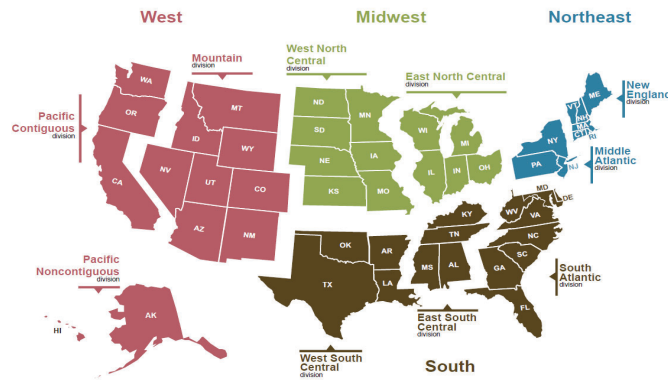 West
Midwest
Northeast
Mountain
division
West North
Central
division
East North Central
division
New
England
division
Pacific
Contiguous
division
Middle
Atlantic
division
WA
OR
CA
MT
ID
WY
NV
UT
CO
AZ
NM
ND
SD
NE
KS
MN
IA
MO
WI
MI
IL
IN
OH
ME
VT
NH
MA
CT
RI
NY
PA
NJ
MD
DE
WV
VA
KY
TN
NC
SC
GA
FL
MS
AL
OK
TX
AR
LA
Pacific
Noncontiguous
division
AK
HI
South
Atlantic
division
East South
Central
division
West South
Central
division
South